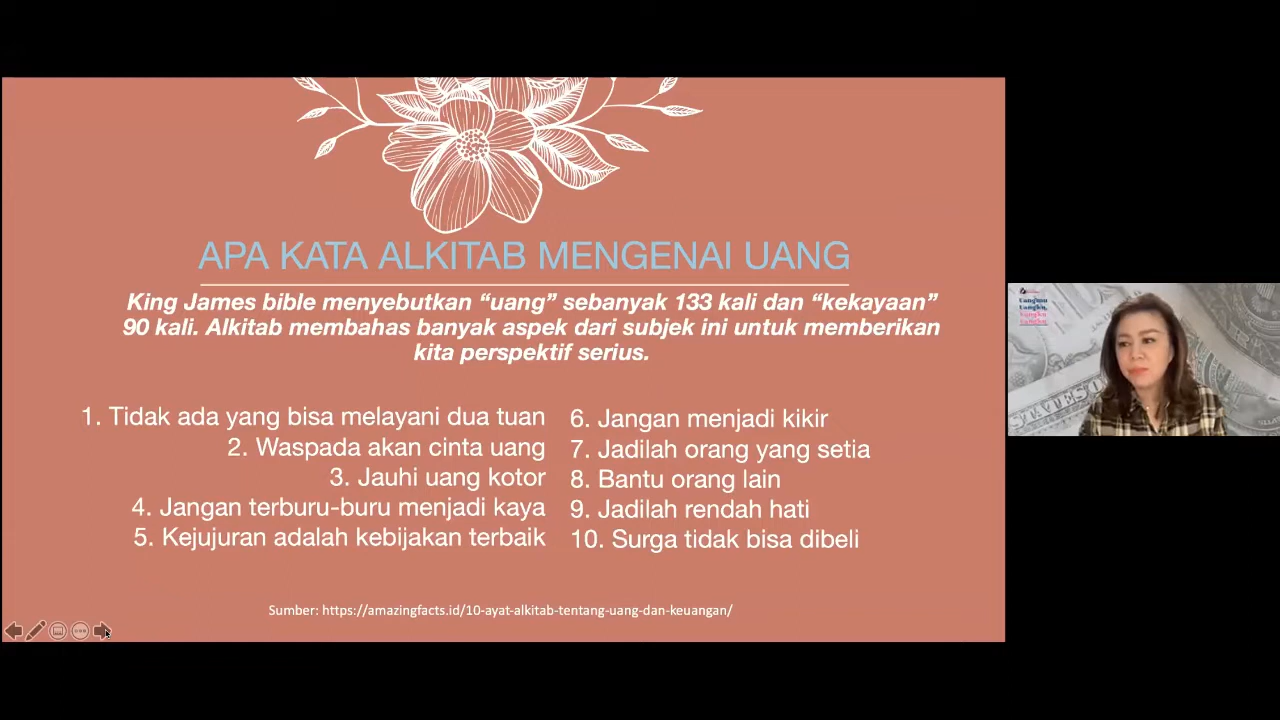 APA KATA ALKITAB MENGENAI UANG
King James bible menyebutkan “uang” sebanyak 133 kali dan “kekayaan”
90 kali. Alkitab membahas banyak aspek dari subjek ini untuk memberikan
kita perspektif serius.
1. Tidak ada yang bisa melayani dua tuan
2. Waspada akan cinta uang
3. Jauhi uang kotor
4. Jangan terburu-buru menjadi kaya
5. Kejujuran adalah kebijakan terbaik
6. Jangan menjadi kikir
7. Jadilah orang yang setia
8. Bantu orang lain
9. Jadilah rendah hati
10. Surga tidak bisa dibeli
Sumber: https://amazingfacts.id/10-ayat-alkitab-tentang-uang-dan-keuangan/